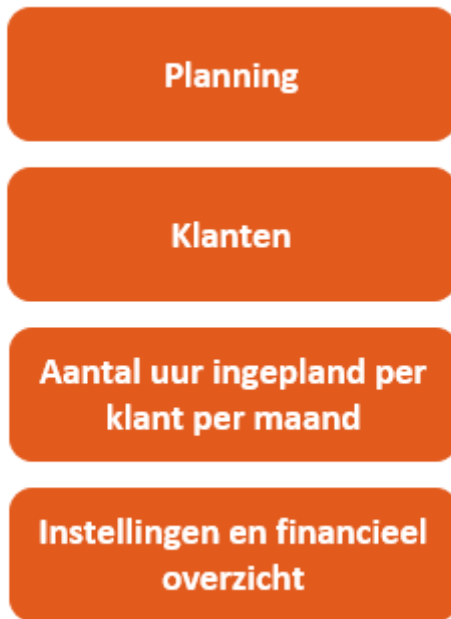 Planning
Klanten
Aantal uur ingepland per
klant per maand
Instellingen en financieel
overzicht